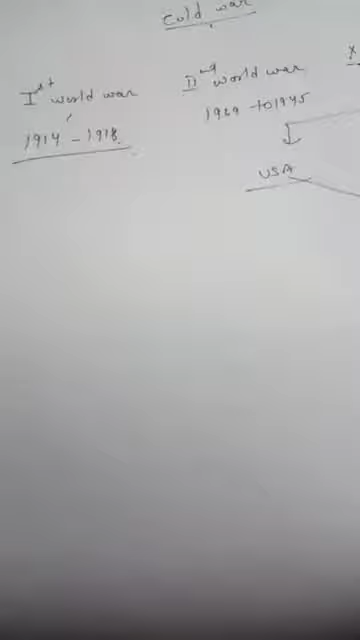 Cold war
Ist world war
1914 - 1918
IInd world war
1939 to 1945
USA
X